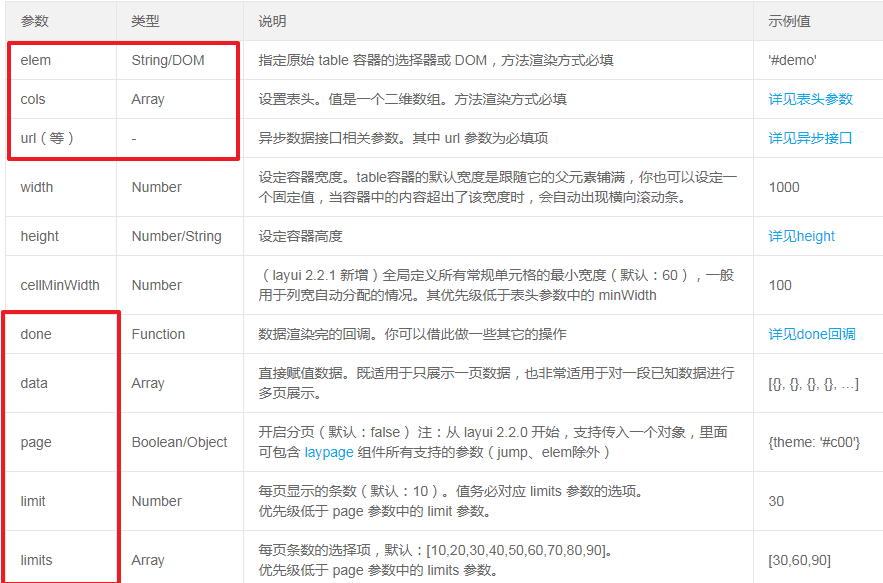 参数 类型 说明 示例值
elem String/DOM 指定原始 table 容器的选择器或 DOM，方法渲染方式必填 '#demo'
cols Array 设置表头。值是一个二维数组。方法渲染方式必填 详见表头参数
url（等） - 异步数据接口相关参数。其中 url 参数为必填项 详见异步接口
设定容器宽度。table容器的默认宽度是跟随它的父元素铺满，你也可以设定一
width Number 个固定值，当容器中的内容超出了该宽度时，会自动出现横向滚动条。 1000
height Number/String 设定容器高度 详见height
（layui 2.2.1 新增）全局定义所有常规单元格的最小宽度（默认：60），一般
cellMinWidth Number 用于列宽自动分配的情况。其优先级低于表头参数中的 minWidth 100
done Function 数据渲染完的回调。你可以借此做一些其它的操作 详见done回调
直接赋值数据。既适用于只展示一页数据，也非常适用于对一段已知数据进行
data Array 多页展示。 [{}, {}, {}, {}, …]
开启分页（默认：false）注：从 layui 2.2.0 开始，支持传入一个对象，里面
page Boolean/Object 可包含 laypage 组件所有支持的参数（jump、elem除外） {theme: '#c00'}
每页显示的条数（默认：10）。值务必对应 limits 参数的选项。
limit Number 优先级低于 page 参数中的 limit 参数。 30
每页条数的选择项，默认：[10,20,30,40,50,60,70,80,90]。
limits Array 优先级低于 page 参数中的 limits 参数。 [30,60,90]